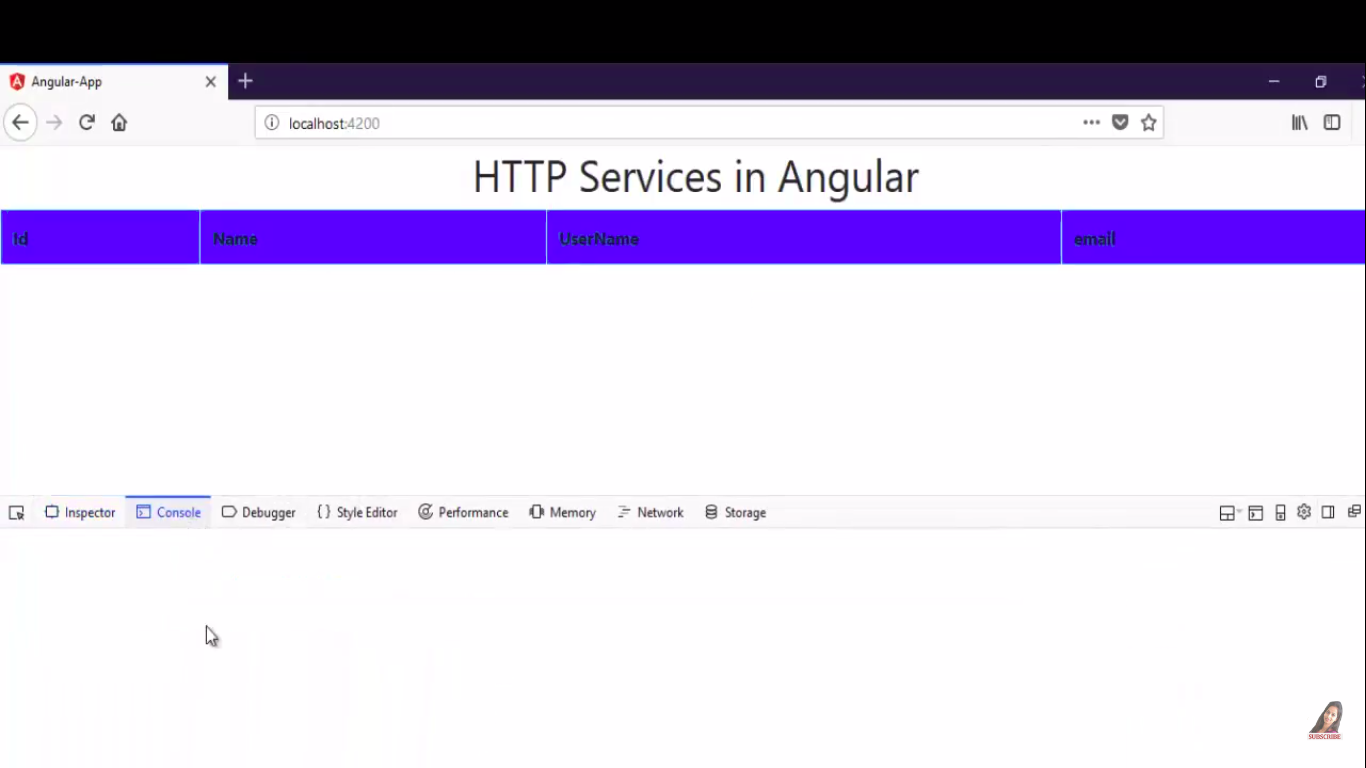 Angular-App
localhost:4200
HTTP Services in Angular
Id Name UserName email
Inspector Console Debugger { } Style Editor Performance Memory Network Storage
SUBSCRIBE